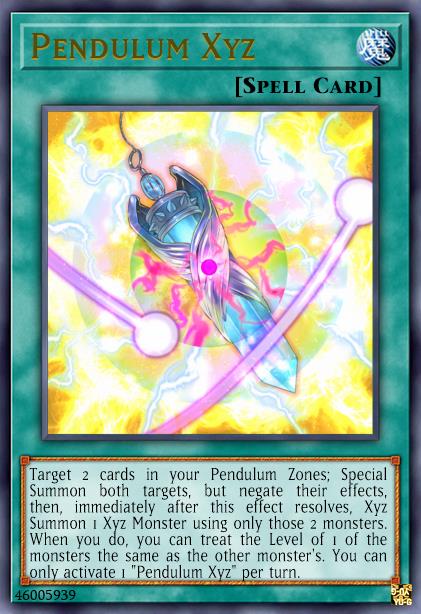 Pendulum Xyz
魔
[Spell Card]
Target 2 cards in your Pendulum Zones; Special
Summon both targets, but negate their effects,
then, immediately after this effect resolves, Xyz
Summon 1 Xyz Monster using only those 2 monsters.
When you do, you can treat the Level of 1 of the
monsters the same as the other monster's. You can
only activate 1 "Pendulum Xyz" per turn.
46005939